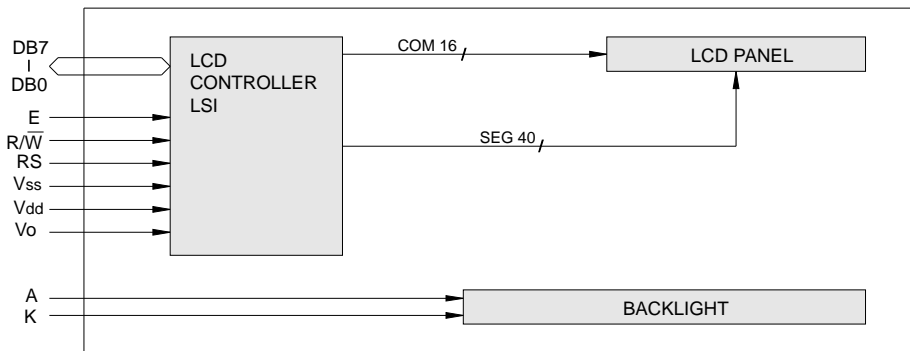 DB7
DB0
E
R/W̅
RS
Vss
Vdd
Vo
A
K
LCD
CONTROLLER
LSI
COM 16
SEG 40
LCD PANEL
BACKLIGHT